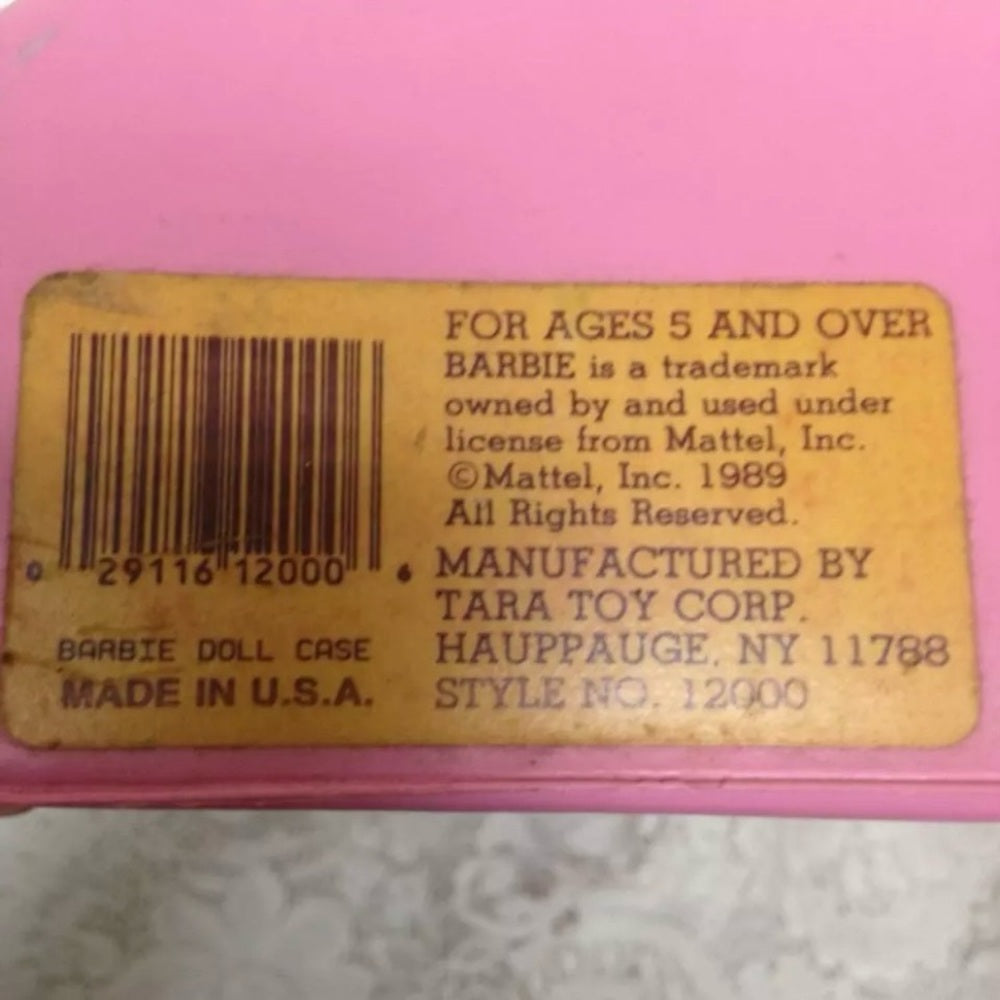 FOR AGES 5 AND OVER
BARBIE is a trademark
owned by and used under
license from Mattel, Inc.
©Mattel, Inc. 1989
All Rights Reserved.
MANUFACTURED BY
TARA TOY CORP.
HAUPPAUGE, NY 11788
STYLE NO. 12000
0 29116 12000 6
BARBIE DOLL CASE
MADE IN U.S.A.